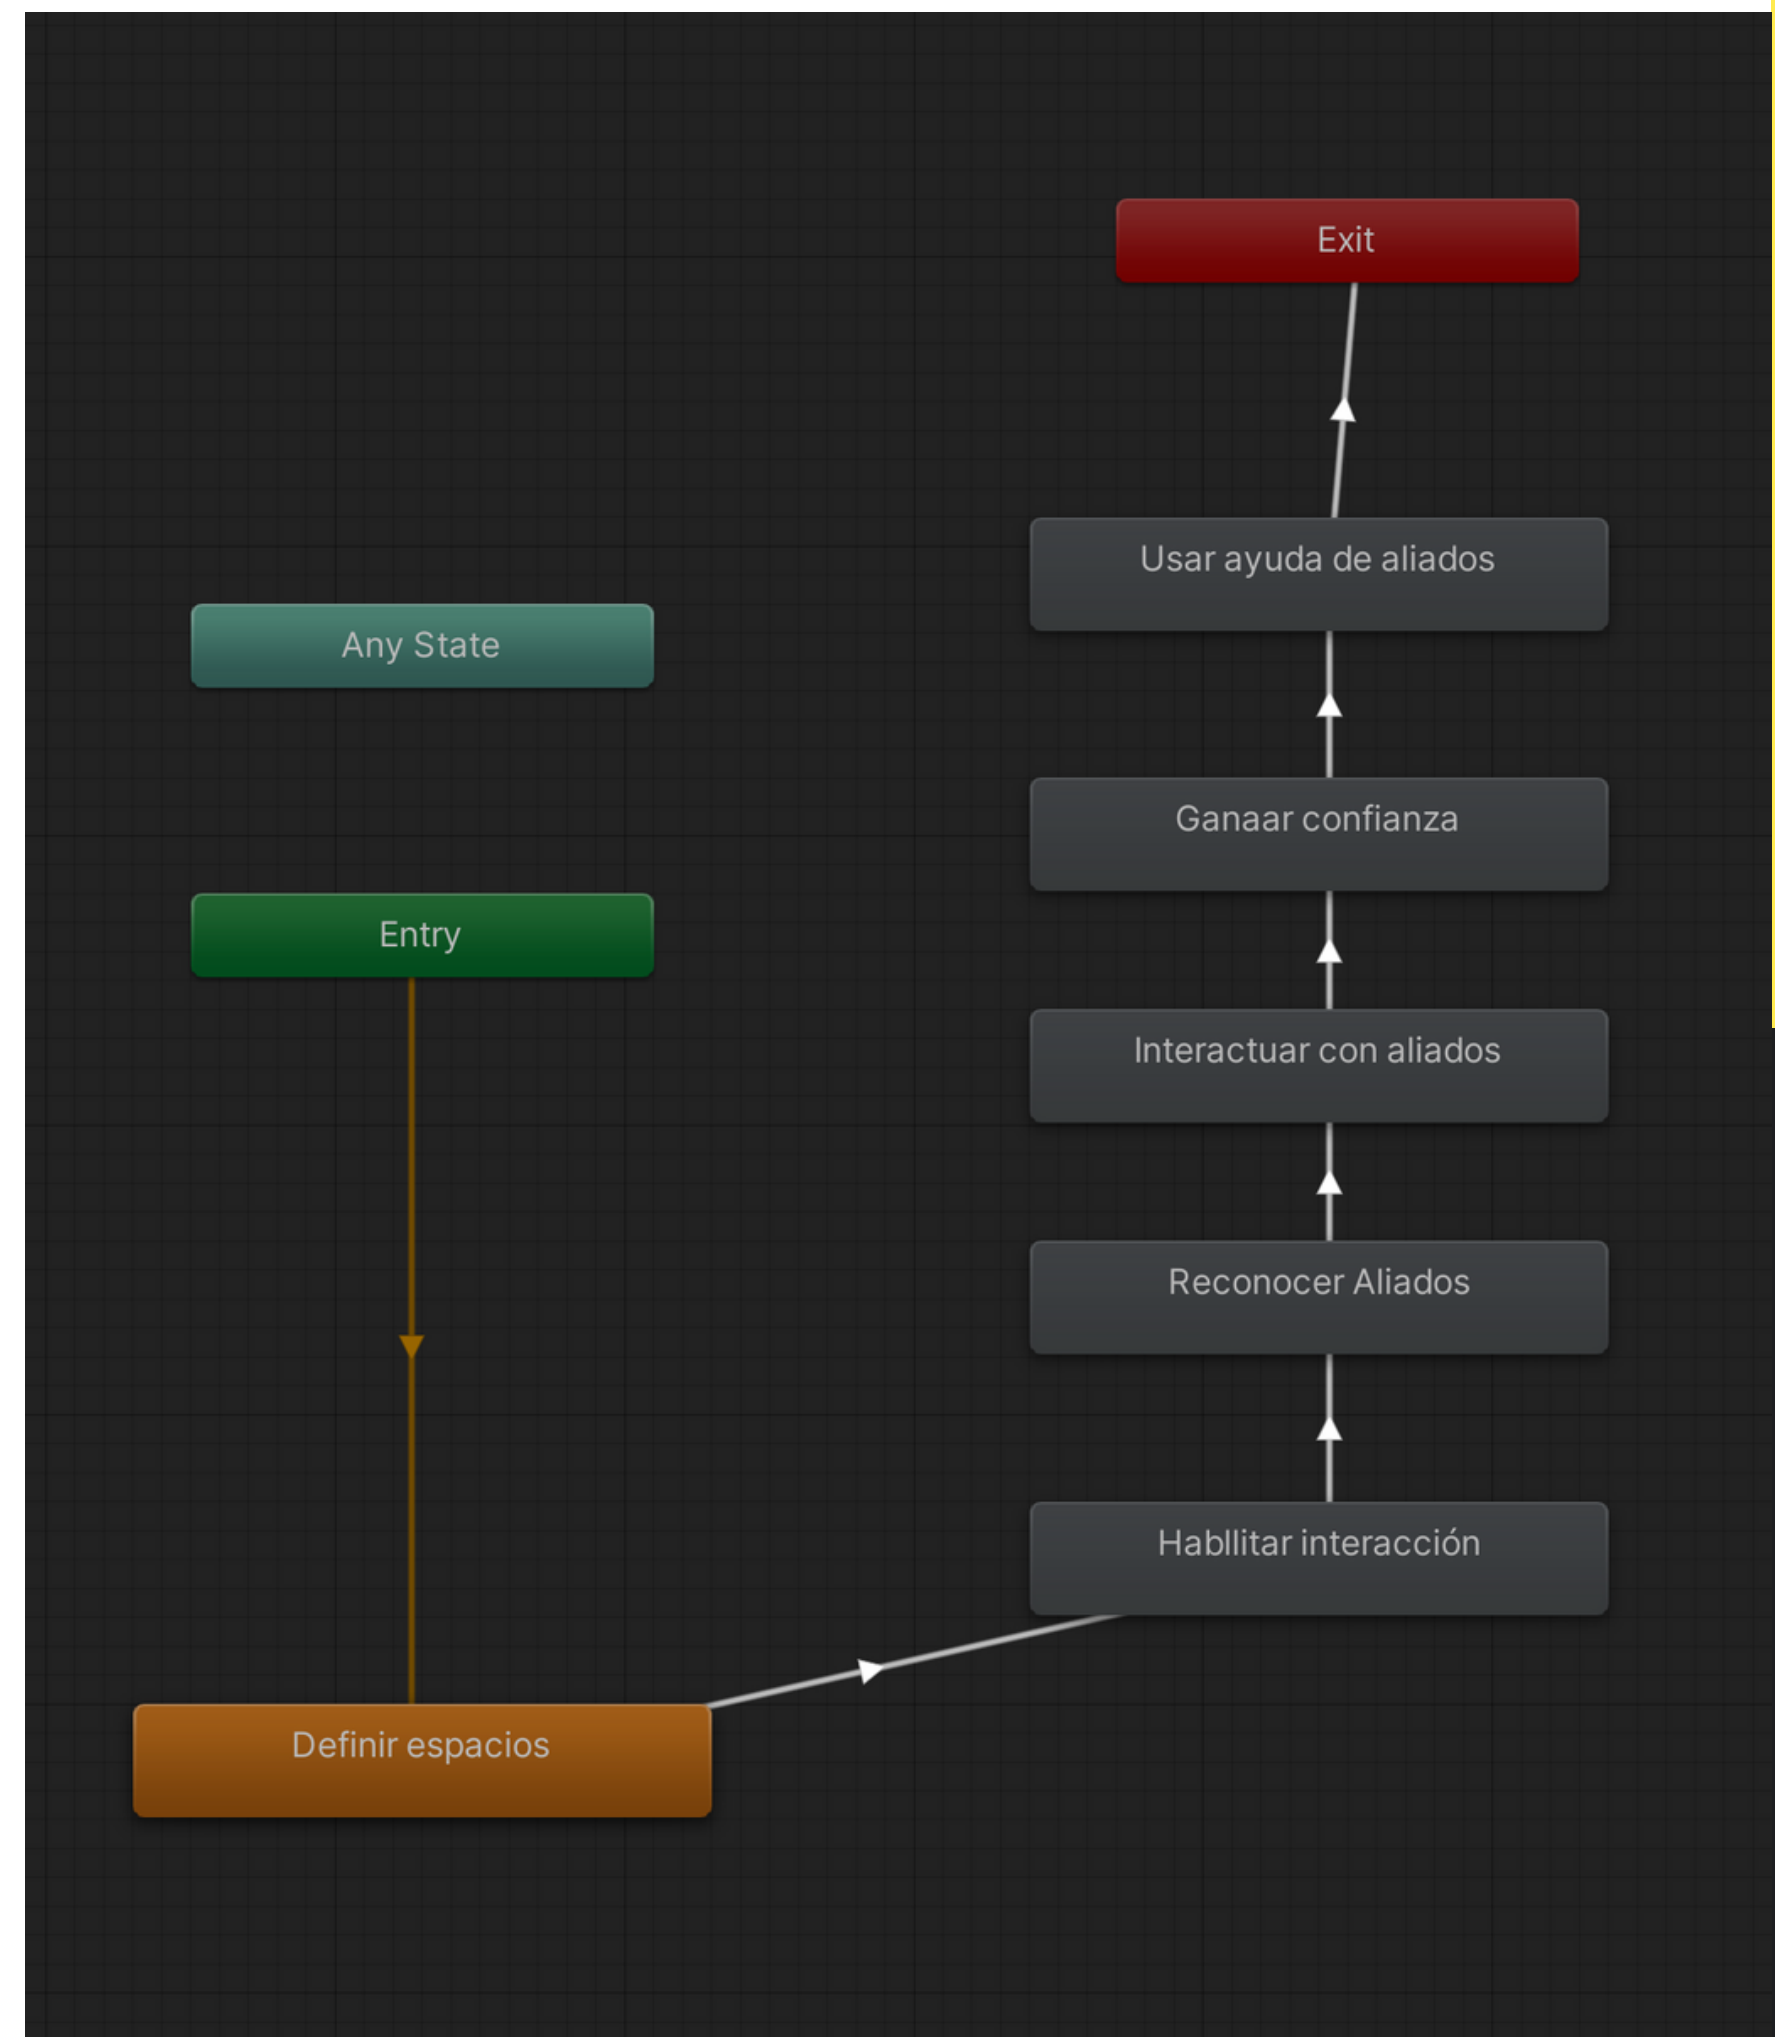 Exit
Usar ayuda de aliados
Any State
Ganaar confianza
Entry
Interactuar con aliados
Reconocer Aliados
Habllitar interacción
Definir espacios